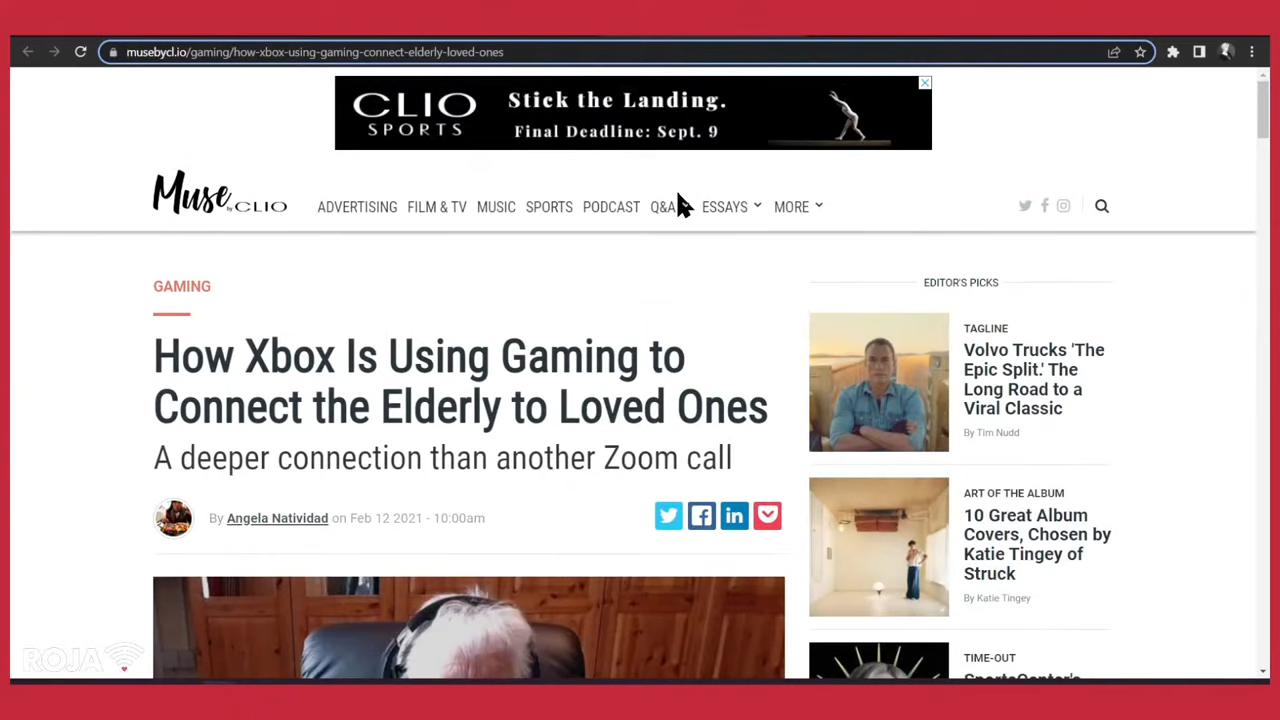 musebycl.io/gaming/how-xbox-using-gaming-connect-elderly-loved-ones
CLIO SPORTS
Stick the Landing.
Final Deadline: Sept. 9
Muse by CLIO
ADVERTISING FILM & TV MUSIC SPORTS PODCAST Q&A ESSAYS MORE
GAMING
How Xbox Is Using Gaming to
Connect the Elderly to Loved Ones
A deeper connection than another Zoom call
By Angela Natividad on Feb 12 2021 - 10:00am
EDITOR'S PICKS
TAGLINE
Volvo Trucks 'The
Epic Split.' The
Long Road to a
Viral Classic
By Tim Nudd
ART OF THE ALBUM
10 Great Album
Covers, Chosen by
Katie Tingey of
Struck
By Katie Tingey
TIME-OUT
SportsCenter's
ROJA